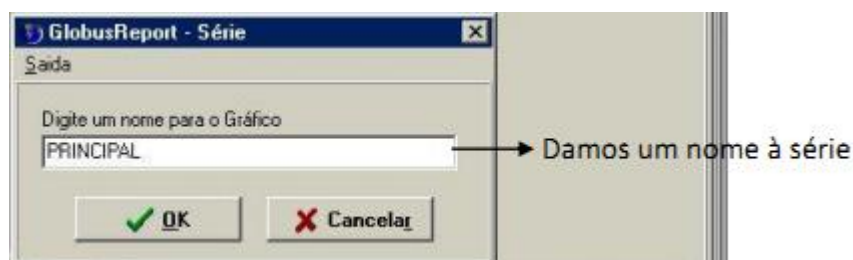 GlobusReport - Série
Saida
Digite um nome para o Gráfico
PRINCIPAL
Damos um nome à série
OK
Cancelar